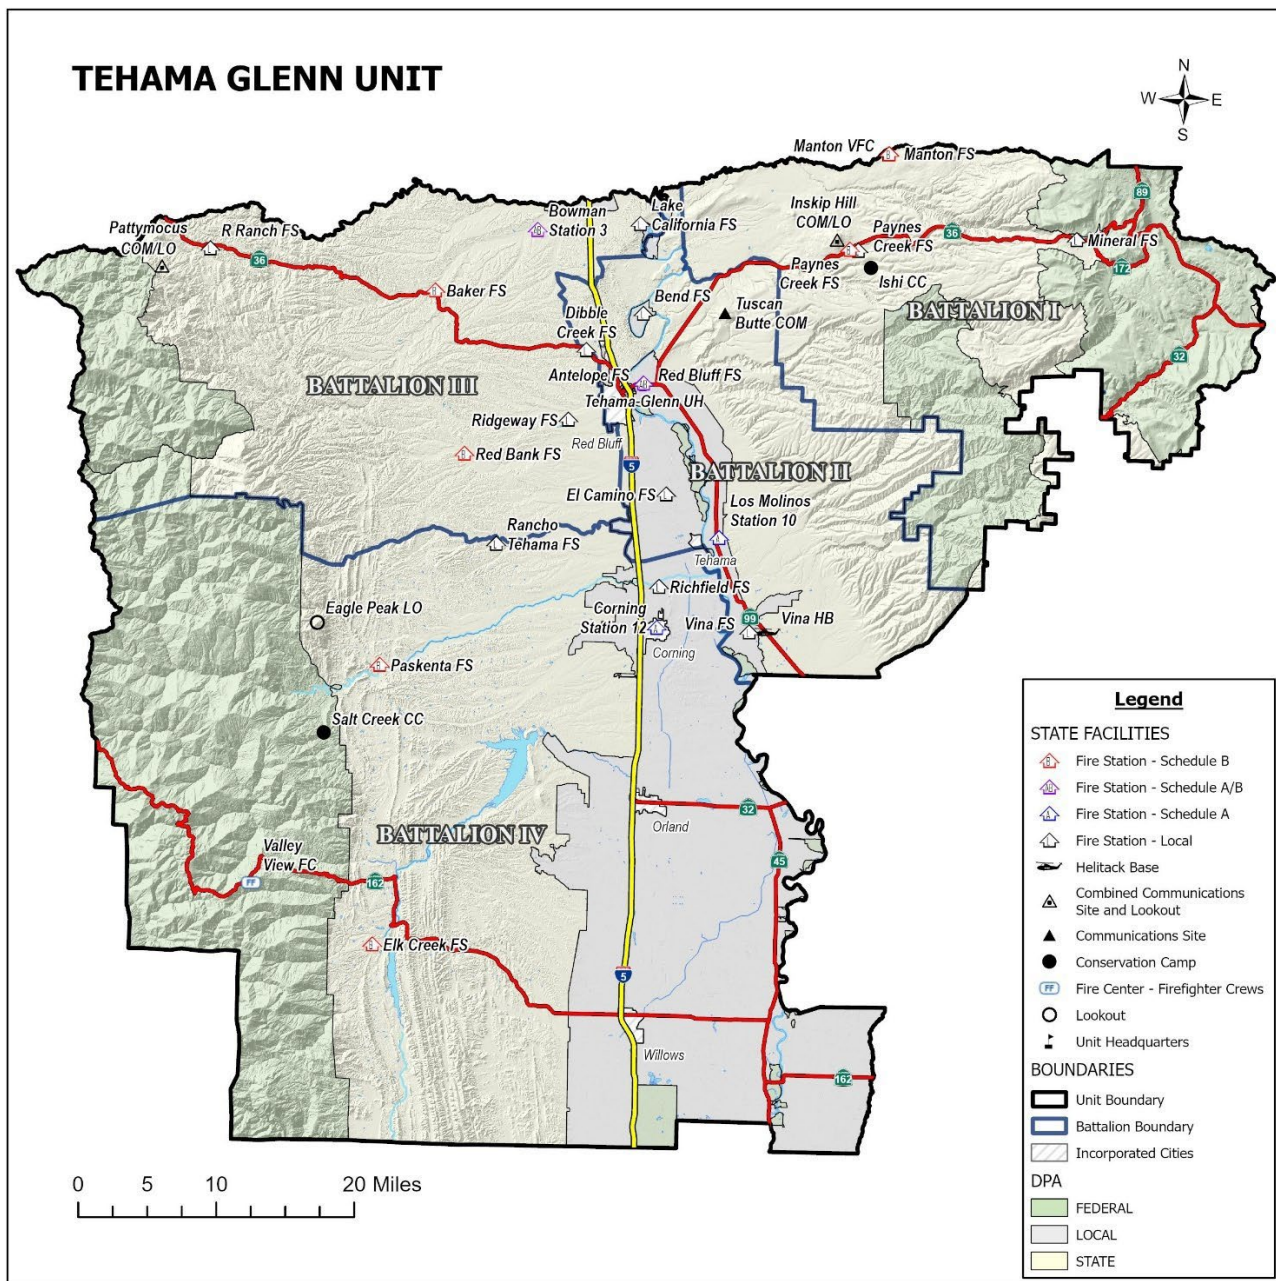 TEHAMA GLENN UNIT
N
W
E
S
Manton VFC
Manton FS
89
Pattymocus
COM/LO
R Ranch FS
36
Bowman
Station 3
Lake
California FS
Inskip Hill
COM/LO
Paynes
Creek FS
36
Mineral FS
172
Paynes
Creek FS
Ishi CC
Baker FS
Bend FS
Tuscan
Butte COM
BATTALION I
Dibble
Creek FS
32
BATTALION III
Antelope FS
Red Bluff FS
Tehama-Glenn UH
Ridgeway FS
Red Bluff
Red Bank FS
5
BATTALION II
El Camino FS
Los Molinos
Station 10
Rancho
Tehama FS
Tehama
Richfield FS
Eagle Peak LO
Corning
Station 12
Vina FS
99
Vina HB
Corning
Paskenta FS
Salt Creek CC
BATTALION IV
32
Orland
Valley
View FC
FF
162
45
Elk Creek FS
5
Willows
162
0
5
10
20 Miles
Legend
STATE FACILITIES
B Fire Station - Schedule B
AB Fire Station - Schedule A/B
A Fire Station - Schedule A
Fire Station - Local
Helitack Base
Combined Communications
Site and Lookout
Communications Site
Conservation Camp
FF Fire Center - Firefighter Crews
Lookout
Unit Headquarters
BOUNDARIES
Unit Boundary
Battalion Boundary
Incorporated Cities
DPA
FEDERAL
LOCAL
STATE